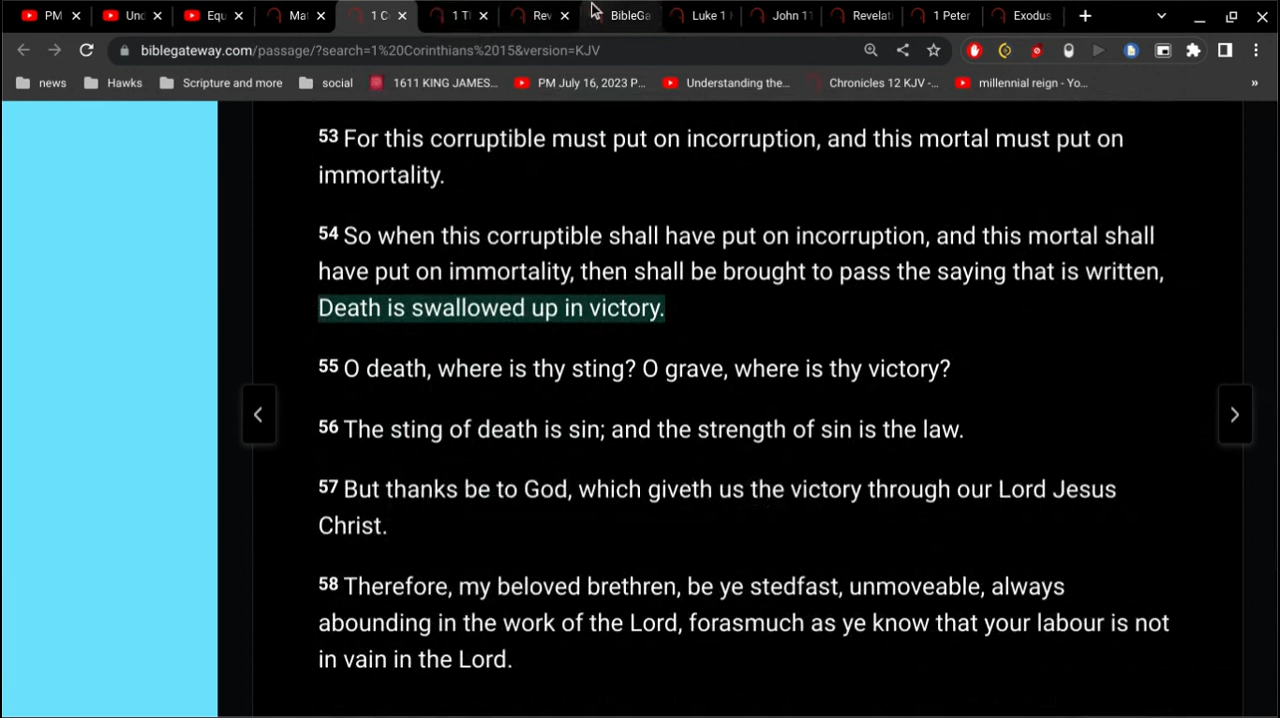 PM Und Equ Mat 1 C 1 T Rev BibleGa Luke 1 John 11 Revelati 1 Peter Exodus
biblegateway.com/passage/?search=1%20Corinthians%2015&version=KJV
news Hawks Scripture and more social 1611 KING JAMES... PM July 16, 2023 P... Understanding the... Chronicles 12 KJV -... millennial reign - Yo... »
53 For this corruptible must put on incorruption, and this mortal must put on
immortality.
54 So when this corruptible shall have put on incorruption, and this mortal shall
have put on immortality, then shall be brought to pass the saying that is written,
Death is swallowed up in victory.
55 O death, where is thy sting? O grave, where is thy victory?
56 The sting of death is sin; and the strength of sin is the law.
57 But thanks be to God, which giveth us the victory through our Lord Jesus
Christ.
58 Therefore, my beloved brethren, be ye stedfast, unmoveable, always
abounding in the work of the Lord, forasmuch as ye know that your labour is not
in vain in the Lord.